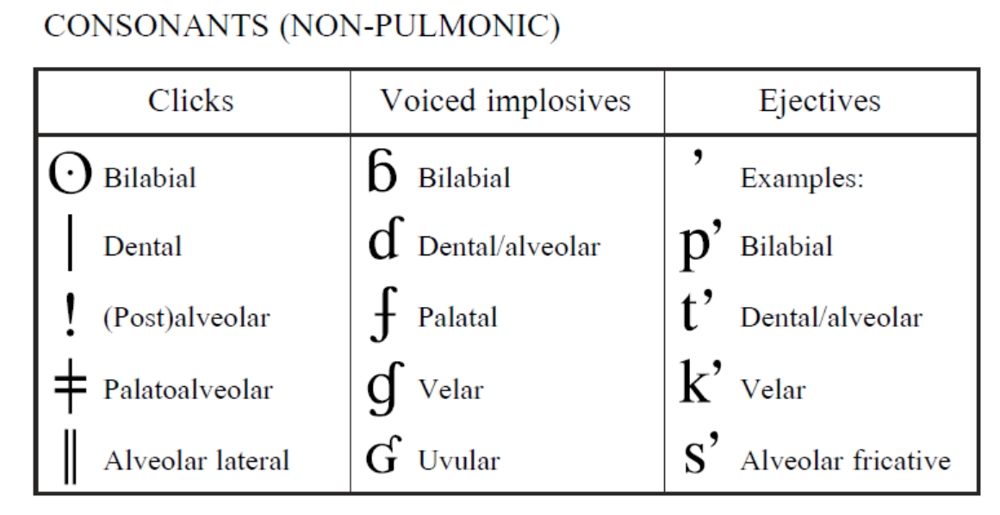 CONSONANTS (NON-PULMONIC)
Clicks Voiced implosives Ejectives
ʘ Bilabial ɓ Bilabial ʼ Examples:
ǀ Dental ɗ Dental/alveolar pʼ Bilabial
ǃ (Post)alveolar ʄ Palatal tʼ Dental/alveolar
ǂ Palatoalveolar ɠ Velar kʼ Velar
ǁ Alveolar lateral ʛ Uvular sʼ Alveolar fricative